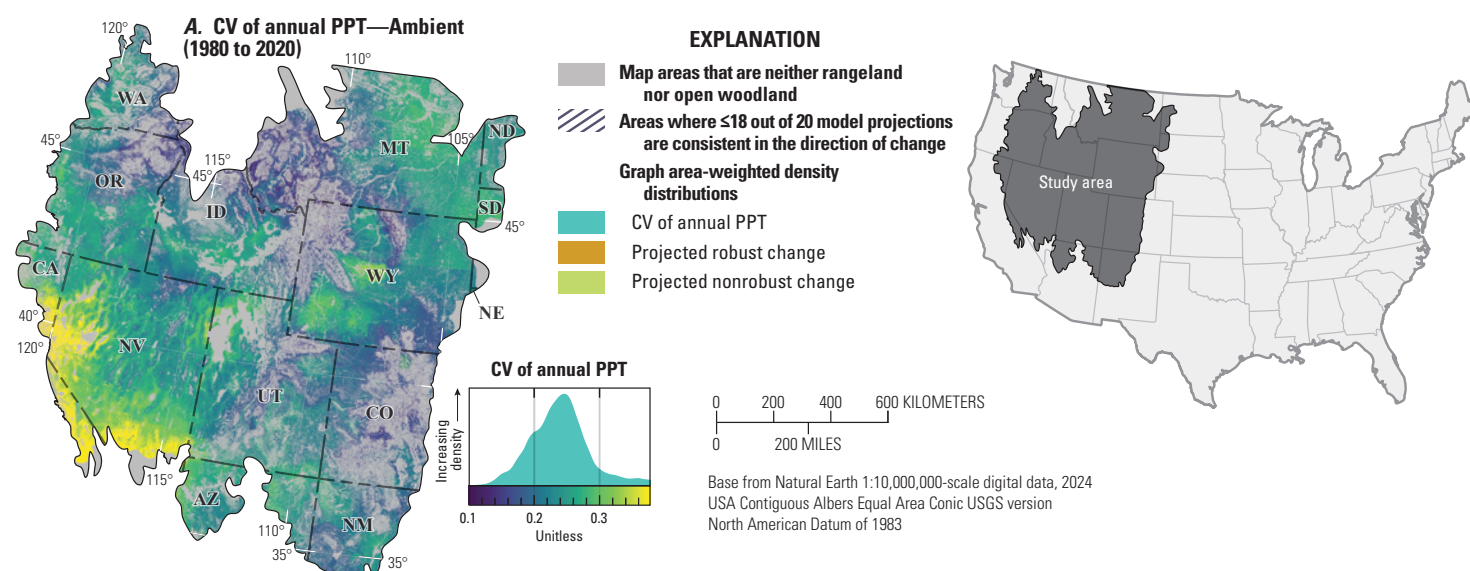 A. CV of annual PPT—Ambient
(1980 to 2020)
120°
110°
WA
45°
OR
115°
45°
ID
MT
105°
ND
SD
45°
CA
WY
NE
40°
120°
NV
UT
CO
115°
AZ
110°
35°
NM
35°
EXPLANATION
Map areas that are neither rangeland
nor open woodland
Areas where ≤18 out of 20 model projections
are consistent in the direction of change
Graph area-weighted density
distributions
CV of annual PPT
Projected robust change
Projected nonrobust change
CV of annual PPT
Increasing
density
0.1 0.2 0.3
Unitless
0 200 400 600 KILOMETERS
0 200 MILES
Base from Natural Earth 1:10,000,000-scale digital data, 2024
USA Contiguous Albers Equal Area Conic USGS version
North American Datum of 1983
Study area